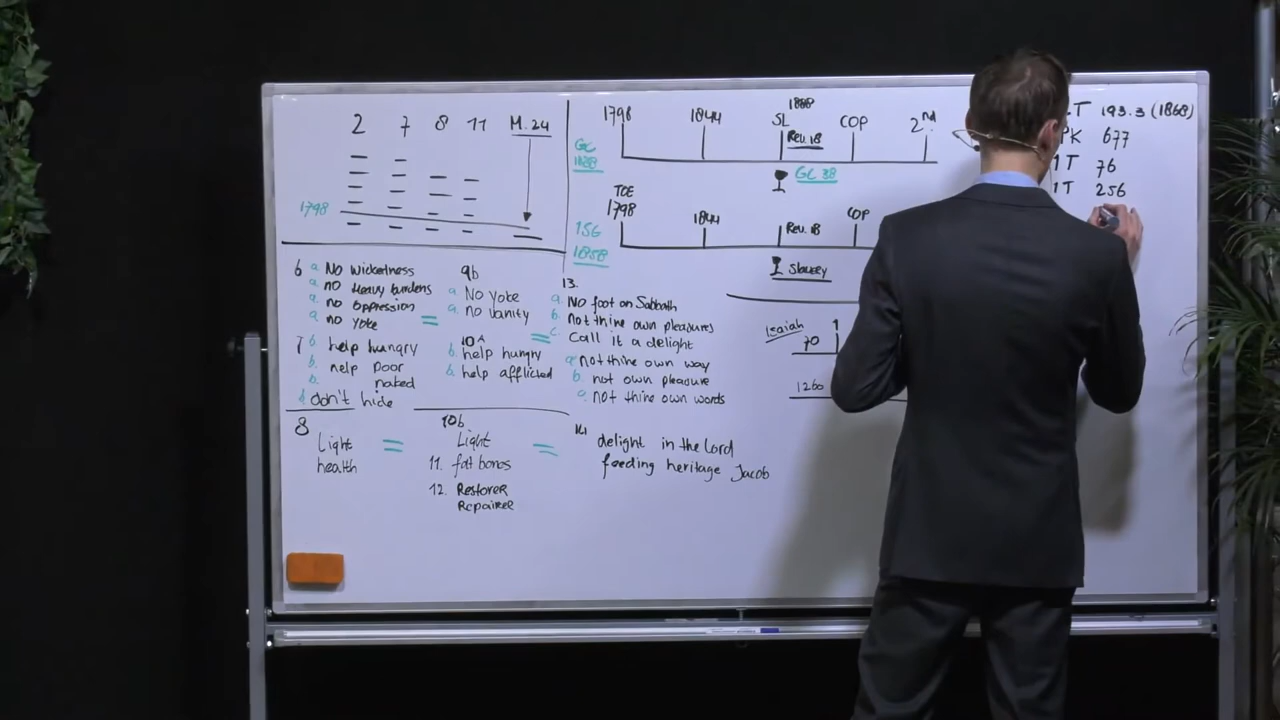 2 7 8 11 M.24
1798
1798 1844 1888 SL Rev. 18 COP 2nd
GC 1888
GC 38
TOE 1798 1844 Rev. 18 COP
1SG 1858
Slavery
6 a. No wickedness
a. no Heavy burdens
a. no oppression
a. no Yoke =
7 b. help hungry
b. help poor
b. naked
b. don't hide
8
Light =
health
9b
a. No Yoke
a. no vanity
=
10A
b. help hungry
b. help afflicted
10b
Light =
11. fat bones
12. Restorer
Repairer
13.
a. No foot on Sabbath
b. Not thine own pleasures
c. Call it a delight
a. not thine own way
b. not own pleasure
a. not thine own words
14
delight in the Lord
feeding heritage Jacob
Isaiah
70 1
1260
T 193.3 (1868)
PK 677
1T 76
1T 256